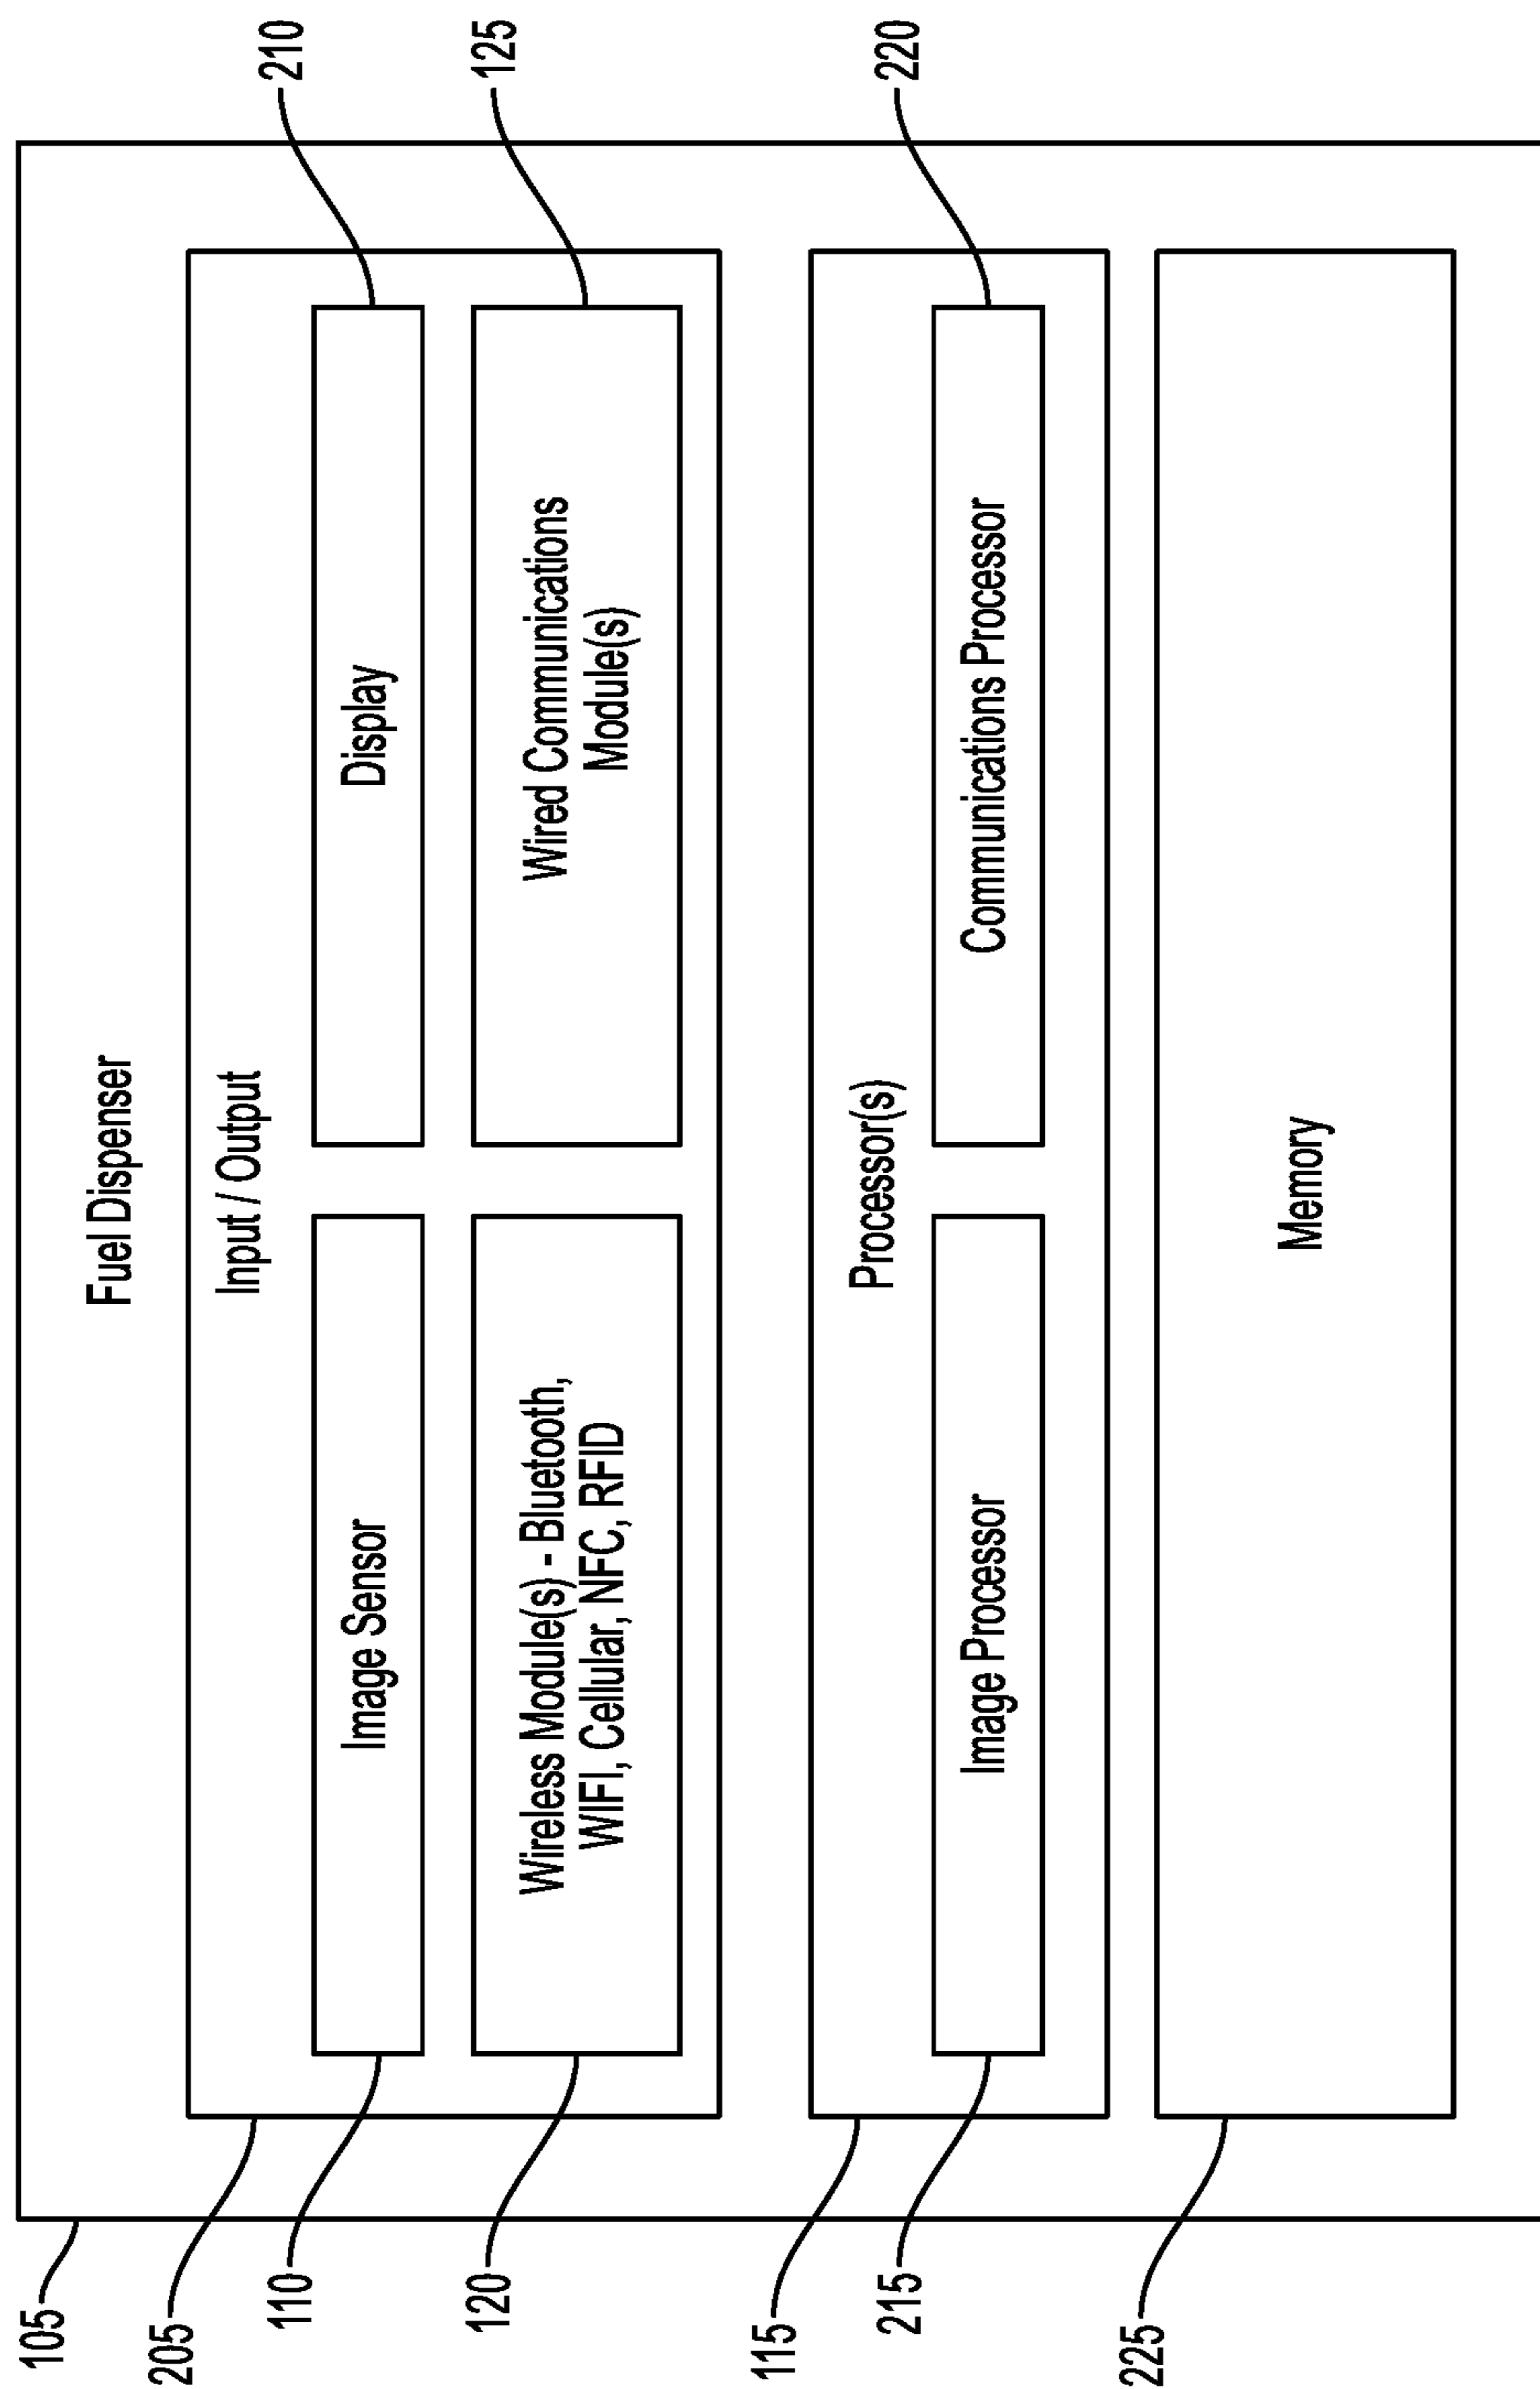 Fuel Dispenser
105
Input / Output
205
Image Sensor
110
Display
210
Wireless Module(s) - Bluetooth,
WIFI, Cellular, NFC, RFID
120
Wired Communications
Module(s)
125
Processor(s)
115
Image Processor
215
Communications Processor
220
Memory
225